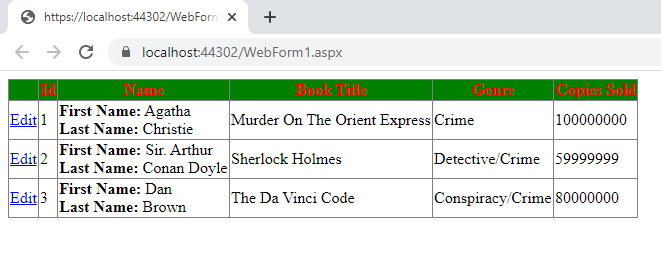 https://localhost:44302/WebForm
localhost:44302/WebForm1.aspx
Id Name Book Title Genre Copies Sold
Edit 1 First Name: Agatha Last Name: Christie Murder On The Orient Express Crime 100000000
Edit 2 First Name: Sir. Arthur Last Name: Conan Doyle Sherlock Holmes Detective/Crime 59999999
Edit 3 First Name: Dan Last Name: Brown The Da Vinci Code Conspiracy/Crime 80000000